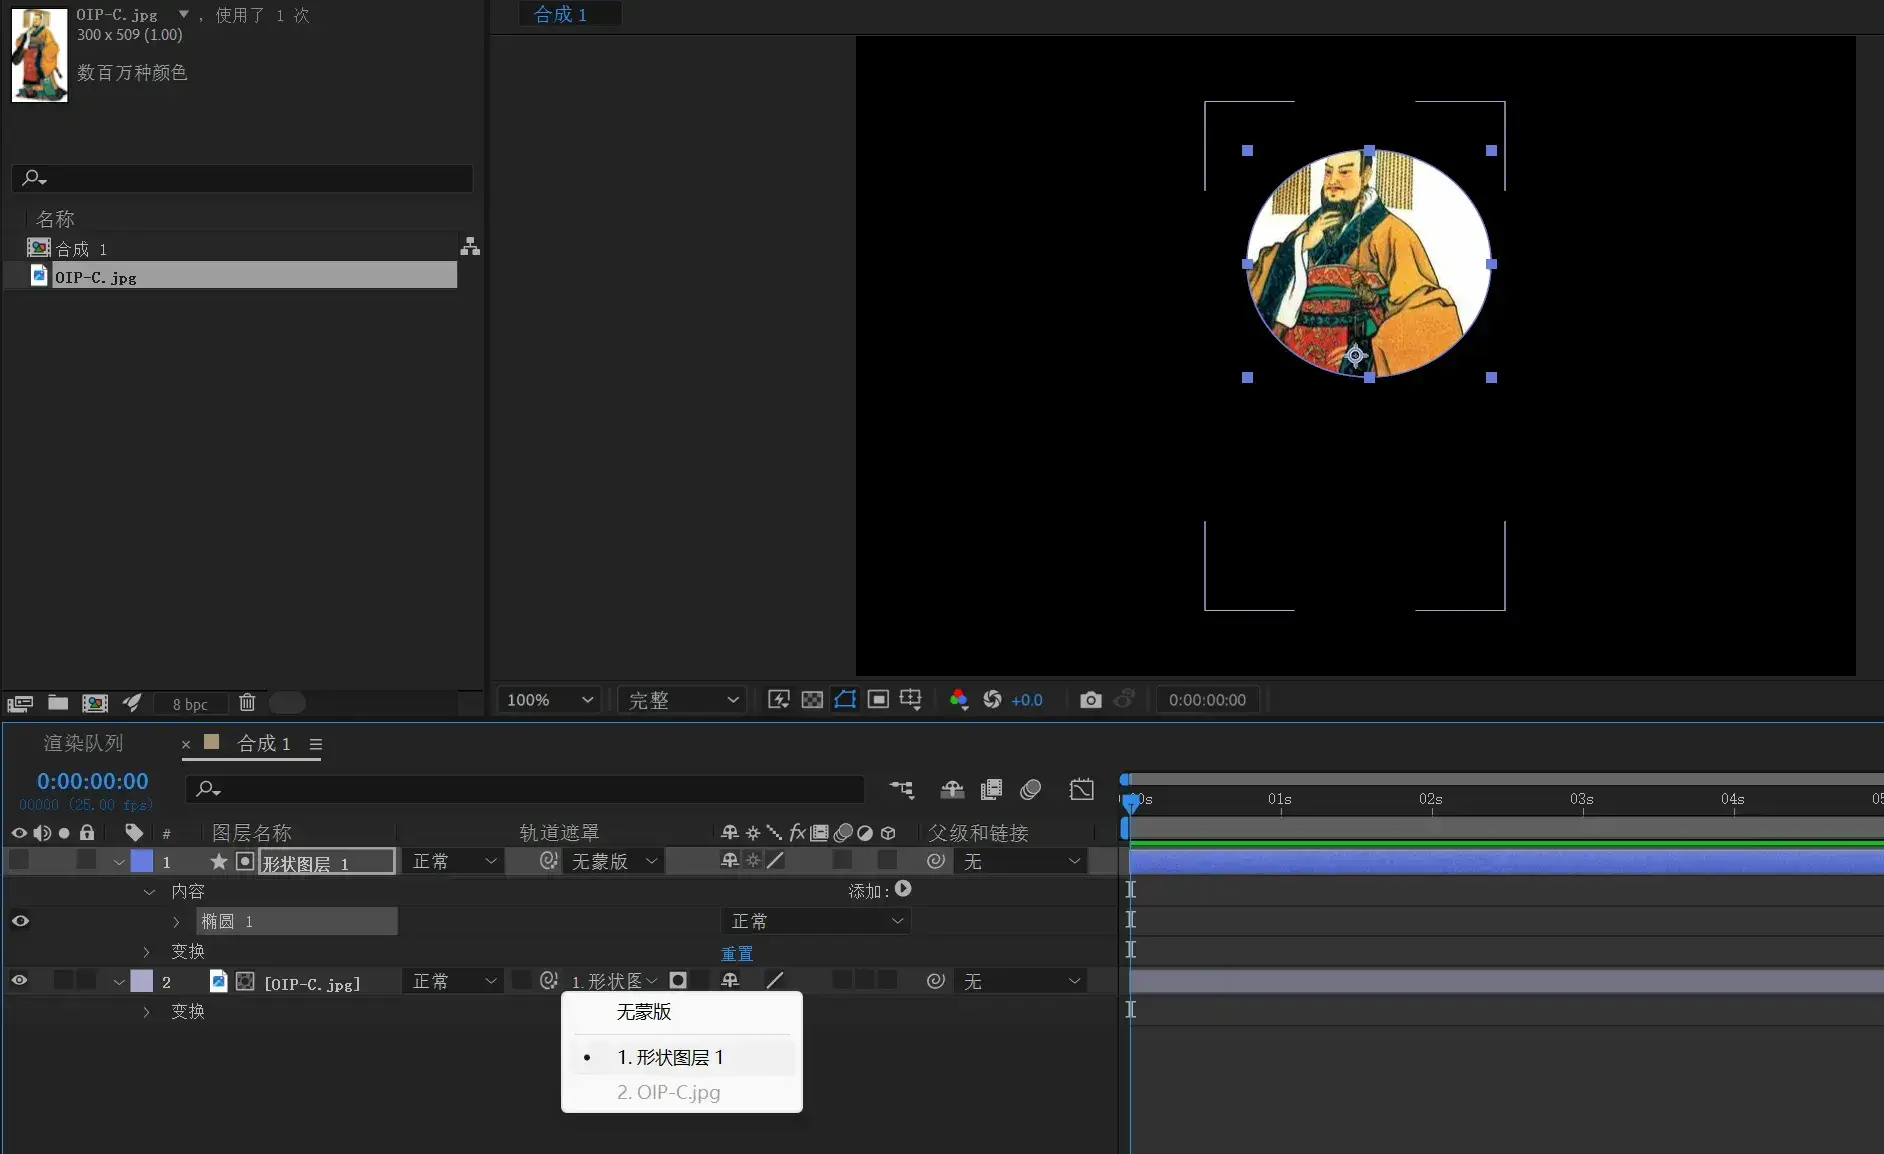 OIP-C.jpg ▼ , 使用了 1 次
300 x 509 (1.00)
数百万种颜色
名称
合成 1
OIP-C.jpg
8 bpc
合成 1
100%
完整
+0.0
0:00:00:00
渲染队列
× 合成 1
0:00:00:00
00000 (25.00 fps)
# 图层名称 轨道遮罩 fx 父级和链接
1 形状图层 1 正常 无蒙版 无
内容 添加:
椭圆 1 正常
变换 重置
2 [OIP-C.jpg] 正常 1.形状图 无
变换
无蒙版
• 1. 形状图层 1
2. OIP-C.jpg
00s 01s 02s 03s 04s 05